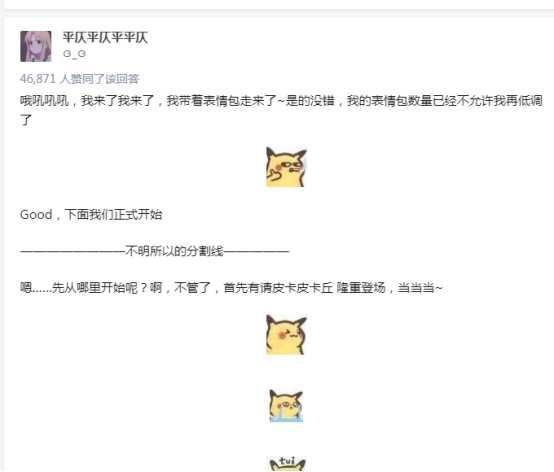 平仄平仄平平仄
ʘ_ʘ
46,871 人赞同了该回答
哦吼吼吼，我来了我来了，我带着表情包走来了~是的没错，我的表情包数量已经不允许我再低调
了
Good，下面我们正式开始
————————不明所以的分割线—————
嗯......先从哪里开始呢？啊，不管了，首先有请皮卡皮卡丘 隆重登场，当当当~
tui